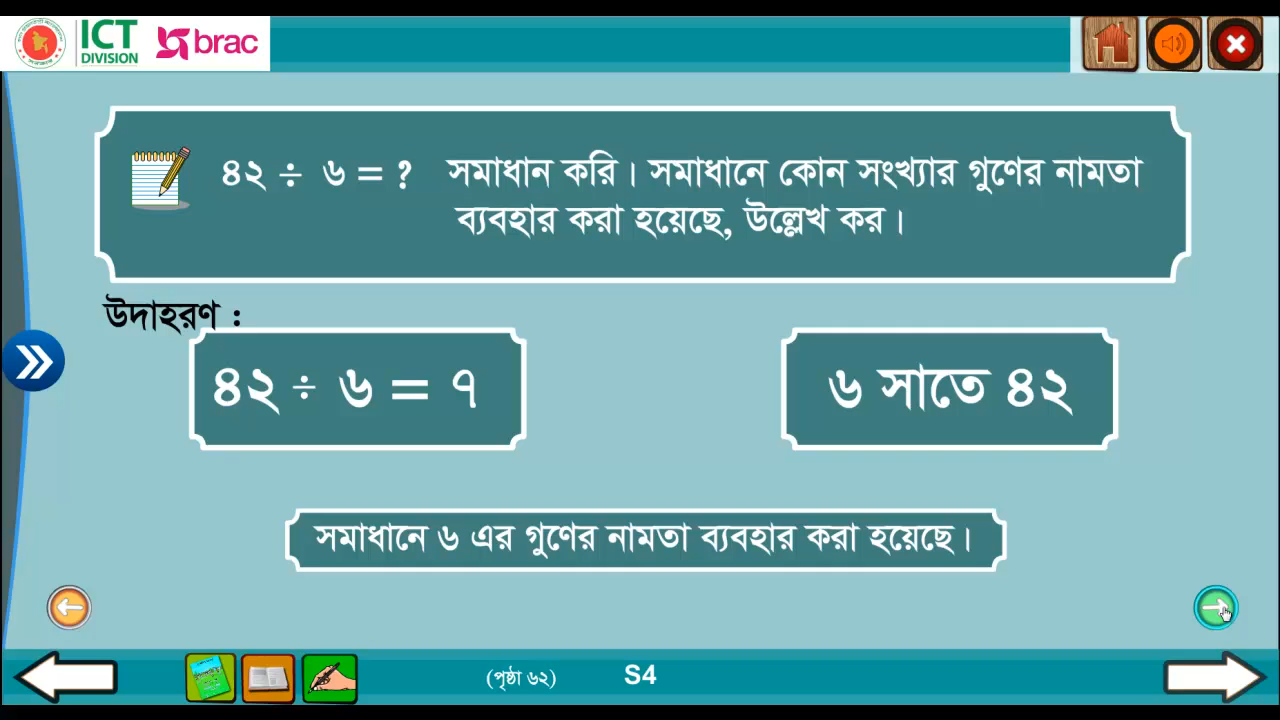 ICT
DIVISION
brac
৪২ ÷ ৬ = ? সমাধান করি। সমাধানে কোন সংখ্যার গুণের নামতা
ব্যবহার করা হয়েছে, উল্লেখ কর।
উদাহরণ :
৪২ ÷ ৬ = ৭
৬ সাতে ৪২
সমাধানে ৬ এর গুণের নামতা ব্যবহার করা হয়েছে।
(পৃষ্ঠা ৬২)
S4